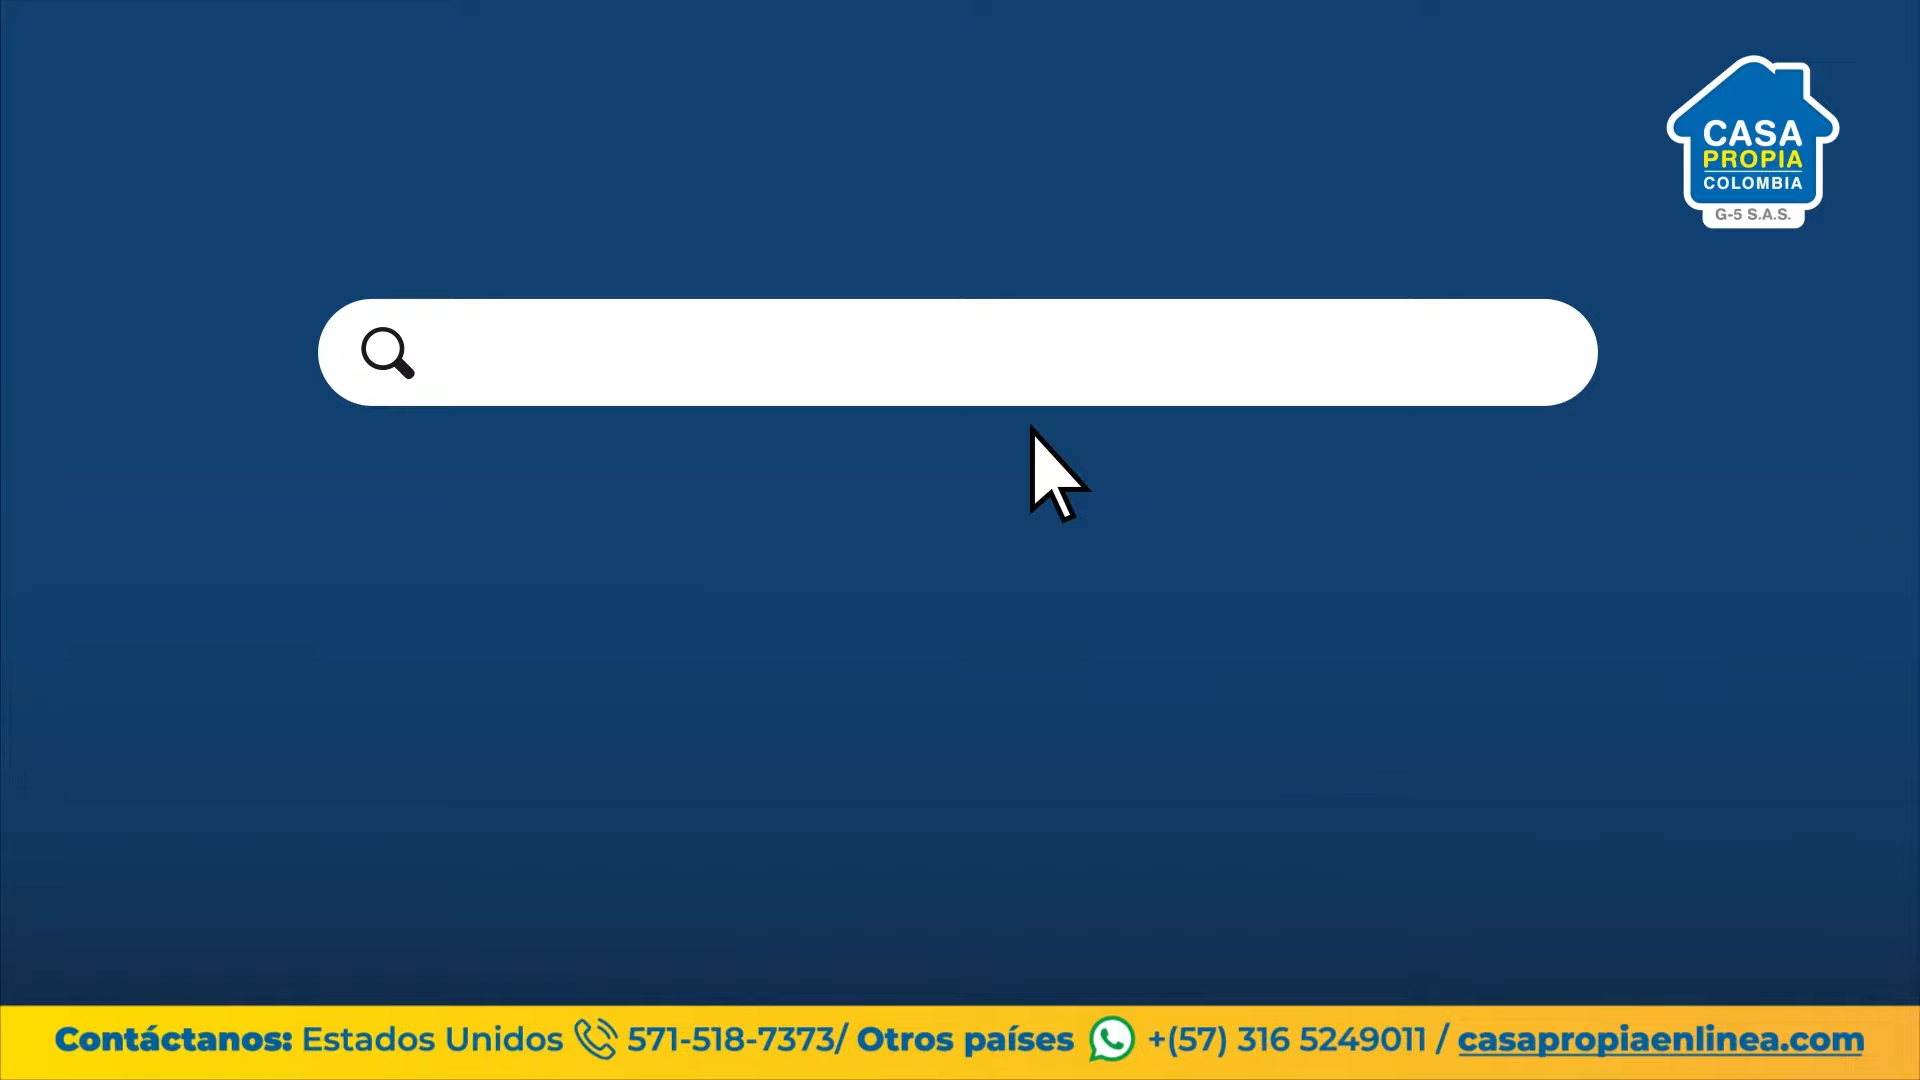 CASA
PROPIA
COLOMBIA
G-5 S.A.S.
Contáctanos: Estados Unidos 571-518-7373/ Otros países +(57) 316 5249011 / casapropiaenlinea.com